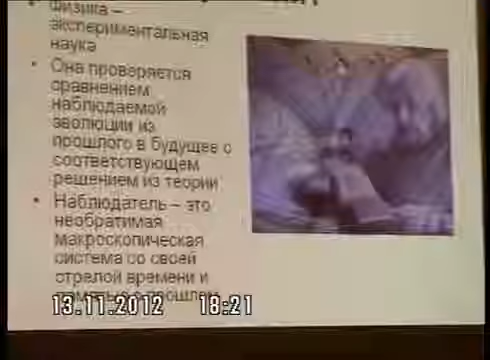 Физика –
экспериментальная
наука
• Она проверяется
сравнением
наблюдаемой
эволюции из
прошлого в будущее с
соответствующем
решением из теории
• Наблюдатель – это
необратимая
макроскопическая
система со своей
стрелой времени и
13.11.2012 18:21